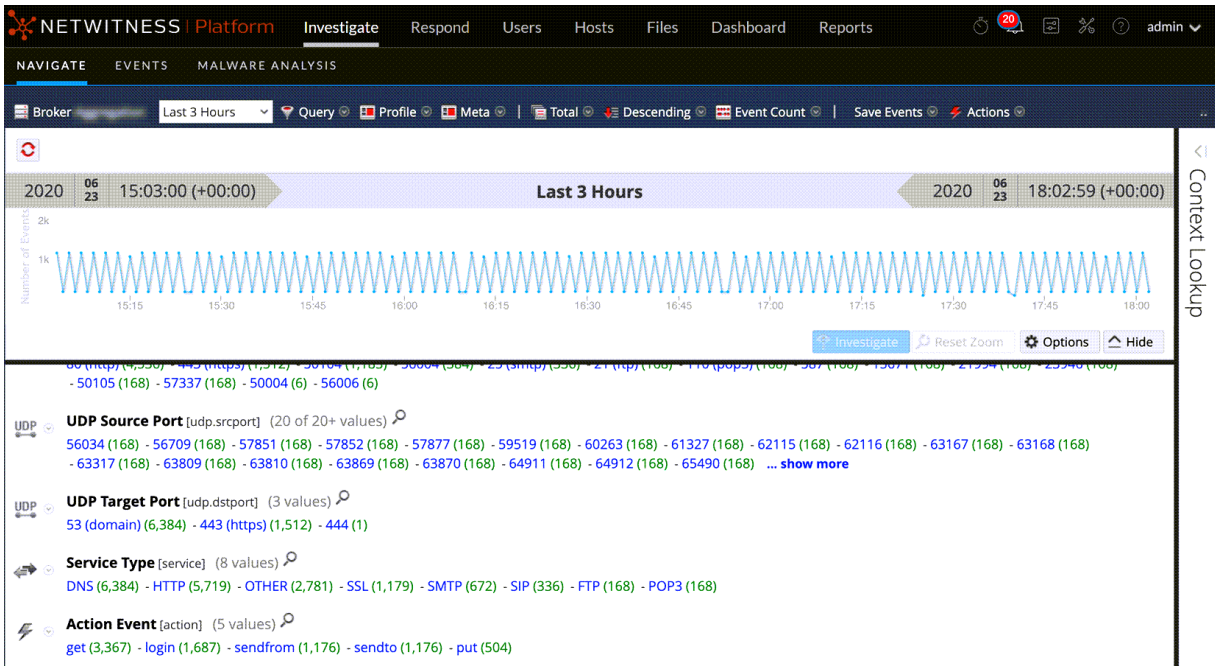 NETWITNESS | Platform Investigate Respond Users Hosts Files Dashboard Reports 20 admin
NAVIGATE EVENTS MALWARE ANALYSIS
Broker Last 3 Hours Query Profile Meta | Total Descending Event Count | Save Events Actions
2020 06 23 15:03:00 (+00:00) Last 3 Hours 2020 06 23 18:02:59 (+00:00)
Context Lookup
Number of Events
2k
1k
15:15 15:30 15:45 16:00 16:15 16:30 16:45 17:00 17:15 17:30 17:45 18:00
Investigate Reset Zoom Options Hide
- 50105 (168) - 57337 (168) - 50004 (6) - 56006 (6)
UDP UDP Source Port [udp.srcport] (20 of 20+ values)
56034 (168) - 56709 (168) - 57851 (168) - 57852 (168) - 57877 (168) - 59519 (168) - 60263 (168) - 61327 (168) - 62115 (168) - 62116 (168) - 63167 (168) - 63168 (168)
- 63317 (168) - 63809 (168) - 63810 (168) - 63869 (168) - 63870 (168) - 64911 (168) - 64912 (168) - 65490 (168) ... show more
UDP UDP Target Port [udp.dstport] (3 values)
53 (domain) (6,384) - 443 (https) (1,512) - 444 (1)
Service Type [service] (8 values)
DNS (6,384) - HTTP (5,719) - OTHER (2,781) - SSL (1,179) - SMTP (672) - SIP (336) - FTP (168) - POP3 (168)
Action Event [action] (5 values)
get (3,367) - login (1,687) - sendfrom (1,176) - sendto (1,176) - put (504)